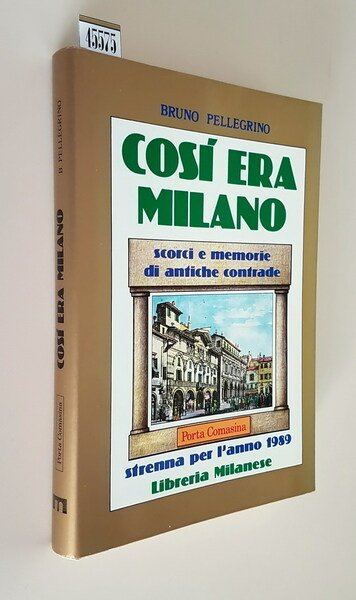 45575
BRUNO PELLEGRINO
COSÍ ERA
MILANO
scorci e memorie
di antiche contrade
Porta Comasina
strenna per l'anno 1989
Libreria Milanese
B. PELLEGRINO
COSÍ ERA MILANO
Porta Comasina